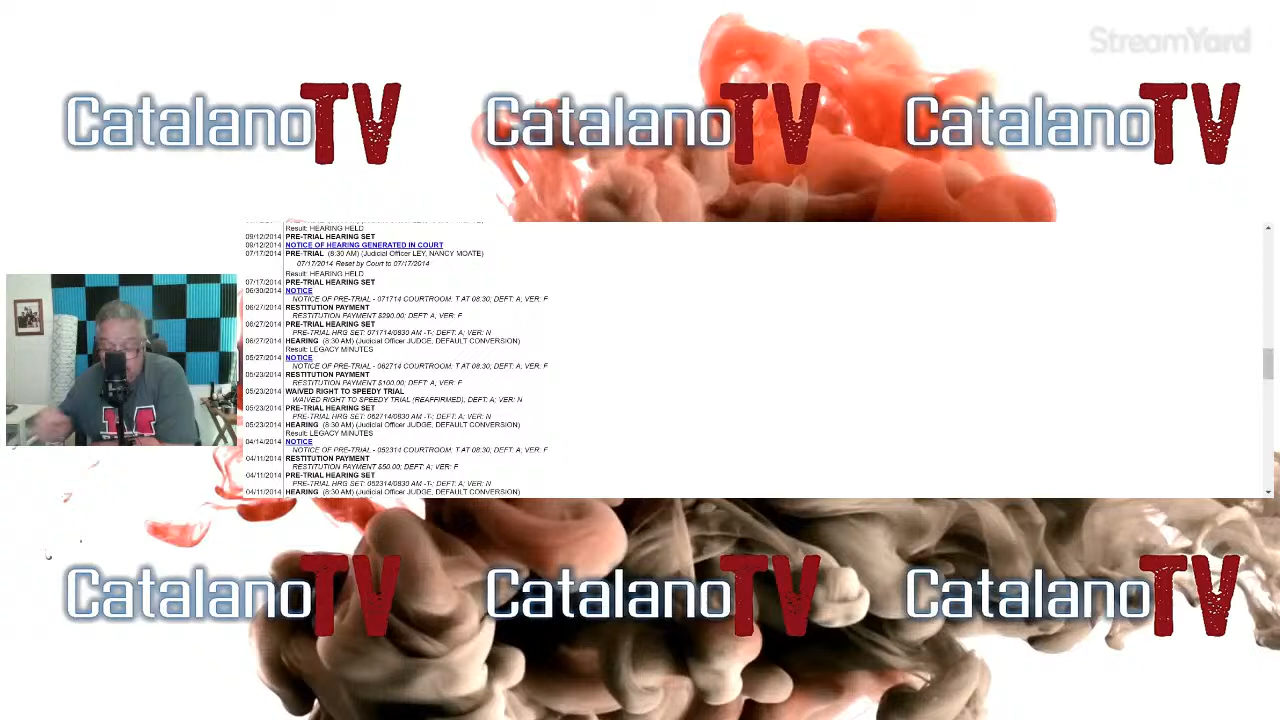 StreamYard
CatalanoTV CatalanoTV CatalanoTV
Result: HEARING HELD
09/12/2014 PRE-TRIAL HEARING SET
09/12/2014 NOTICE OF HEARING GENERATED IN COURT
07/17/2014 PRE-TRIAL (8:30 AM) (Judicial Officer LEY, NANCY MOATE)
07/17/2014 Reset by Court to 07/17/2014
Result: HEARING HELD
07/17/2014 PRE-TRIAL HEARING SET
06/30/2014 NOTICE
NOTICE OF PRE-TRIAL - 071714 COURTROOM: T AT 08:30; DEFT: A; VER: F
06/27/2014 RESTITUTION PAYMENT
RESTITUTION PAYMENT $290.00; DEFT: A; VER: F
06/27/2014 PRE-TRIAL HEARING SET
PRE-TRIAL HRG SET: 071714/0830 AM -T-; DEFT: A; VER: N
06/27/2014 HEARING (8:30 AM) (Judicial Officer JUDGE, DEFAULT CONVERSION)
Result: LEGACY MINUTES
05/27/2014 NOTICE
NOTICE OF PRE-TRIAL - 062714 COURTROOM: T AT 08:30; DEFT: A; VER: F
05/23/2014 RESTITUTION PAYMENT
RESTITUTION PAYMENT $100.00; DEFT: A; VER: F
05/23/2014 WAIVED RIGHT TO SPEEDY TRIAL
WAIVED RIGHT TO SPEEDY TRIAL (REAFFIRMED); DEFT: A; VER: N
05/23/2014 PRE-TRIAL HEARING SET
PRE-TRIAL HRG SET: 062714/0830 AM -T-; DEFT: A; VER: N
05/23/2014 HEARING (8:30 AM) (Judicial Officer JUDGE, DEFAULT CONVERSION)
Result: LEGACY MINUTES
04/14/2014 NOTICE
NOTICE OF PRE-TRIAL - 052314 COURTROOM: T AT 08:30; DEFT: A; VER: F
04/11/2014 RESTITUTION PAYMENT
RESTITUTION PAYMENT $50.00; DEFT: A; VER: F
04/11/2014 PRE-TRIAL HEARING SET
PRE-TRIAL HRG SET: 052314/0830 AM -T-; DEFT: A; VER: N
04/11/2014 HEARING (8:30 AM) (Judicial Officer JUDGE, DEFAULT CONVERSION)
CatalanoTV CatalanoTV CatalanoTV